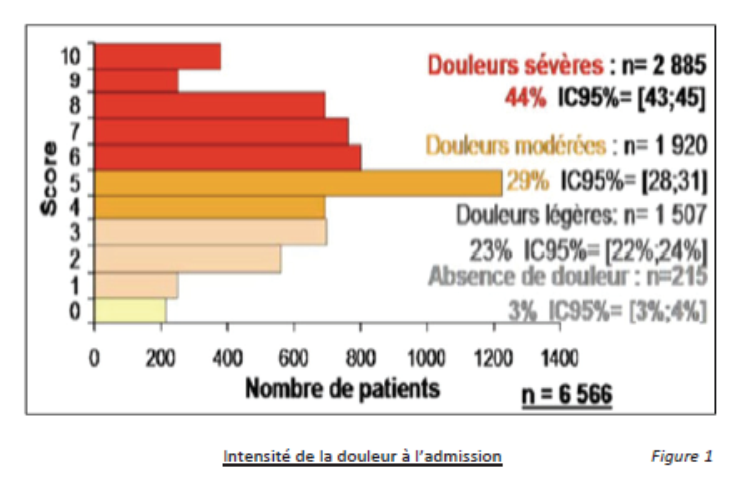 10
9
8
7
6
5
4
3
2
1
0
Score
0 200 400 600 800 1000 1200 1400
Nombre de patients
Douleurs sévères : n= 2 885
44% IC95%= [43;45]
Douleurs modérées : n= 1 920
29% IC95%= [28;31]
Douleurs légères: n= 1 507
23% IC95%= [22%;24%]
Absence de douleur : n=215
3% IC95%= [3%;4%]
n = 6 566
Intensité de la douleur à l’admission
Figure 1